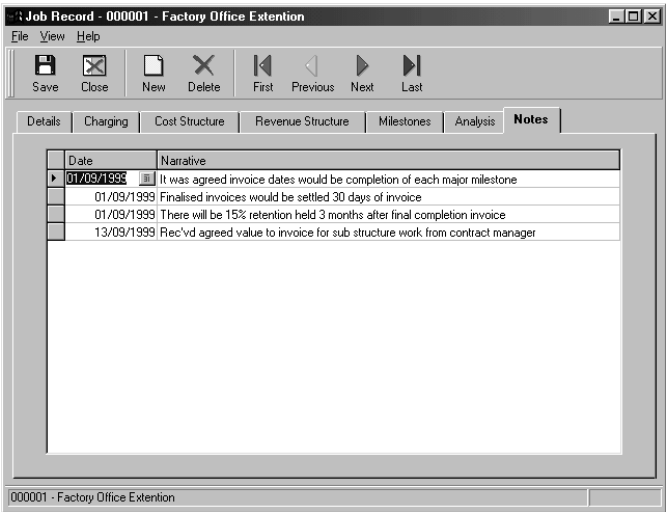 Job Record - 000001 - Factory Office Extention
File View Help
Save Close New Delete First Previous Next Last
Details Charging Cost Structure Revenue Structure Milestones Analysis Notes
Date Narrative
01/09/1999 It was agreed invoice dates would be completion of each major milestone
01/09/1999 Finalised invoices would be settled 30 days of invoice
01/09/1999 There will be 15% retention held 3 months after final completion invoice
13/09/1999 Rec'vd agreed value to invoice for sub structure work from contract manager
000001 - Factory Office Extention